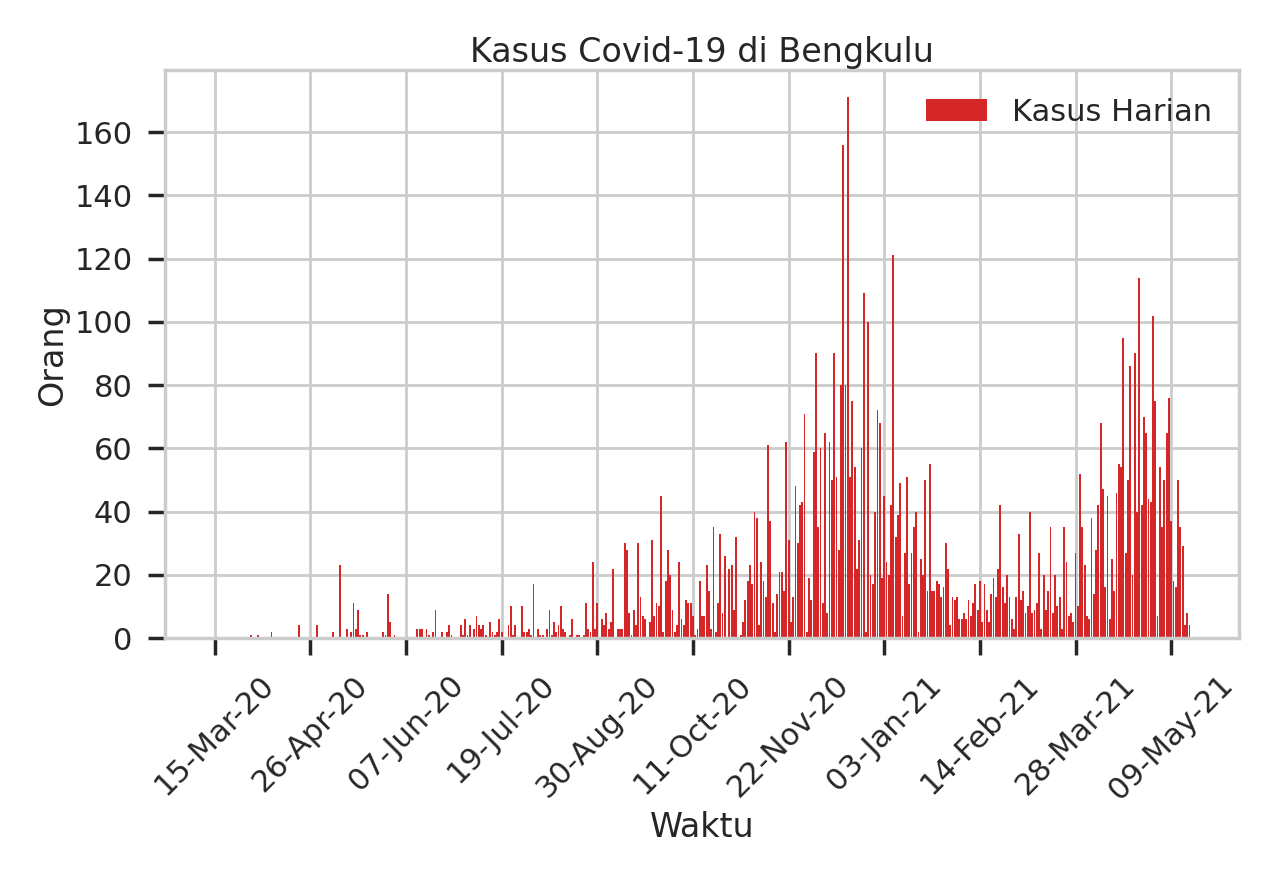 Kasus Covid-19 di Bengkulu
Kasus Harian
Orang
160
140
120
100
80
60
40
20
0
15-Mar-20
26-Apr-20
07-Jun-20
19-Jul-20
30-Aug-20
11-Oct-20
22-Nov-20
03-Jan-21
14-Feb-21
28-Mar-21
09-May-21
Waktu